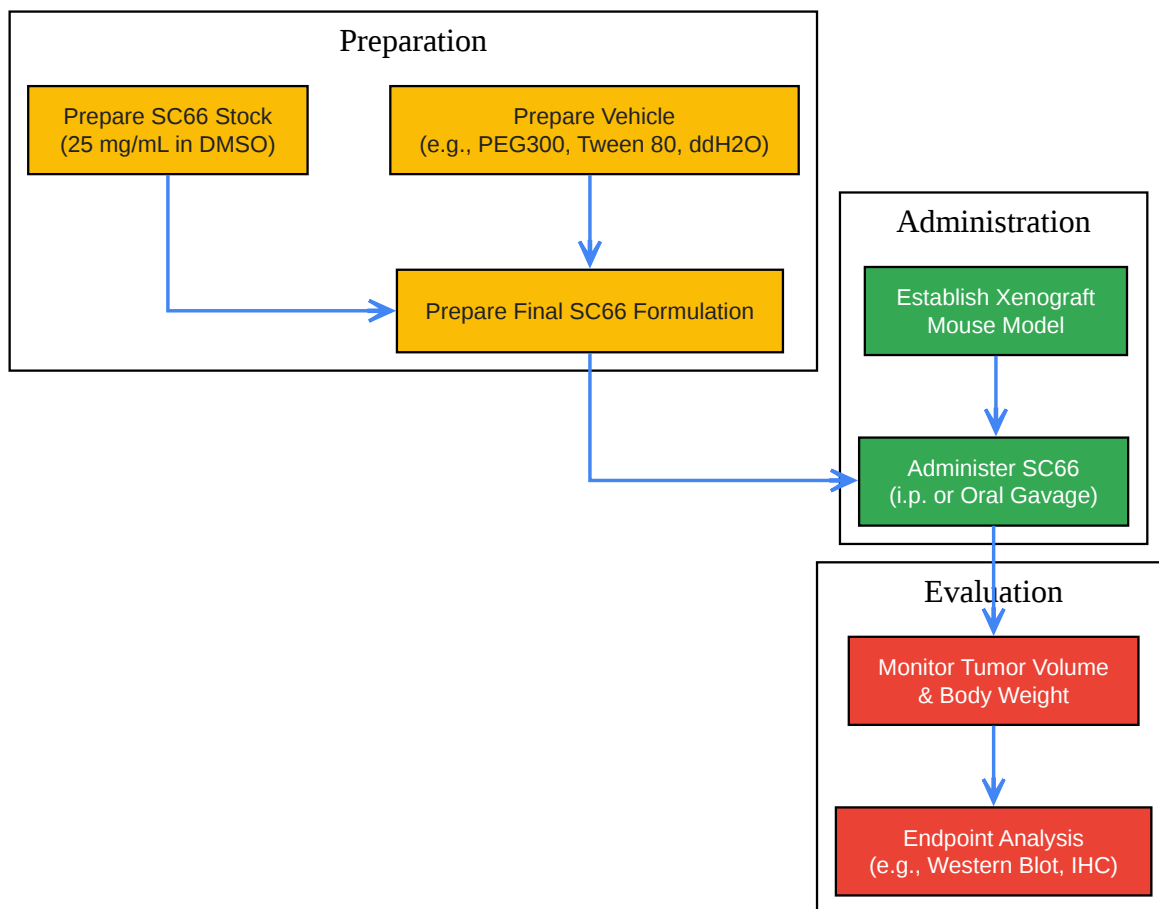 Preparation
Prepare SC66 Stock
(25 mg/mL in DMSO)
Prepare Vehicle
(e.g., PEG300, Tween 80, ddH2O)
Prepare Final SC66 Formulation
Administration
Establish Xenograft
Mouse Model
Administer SC66
(i.p. or Oral Gavage)
Evaluation
Monitor Tumor Volume
& Body Weight
Endpoint Analysis
(e.g., Western Blot, IHC)